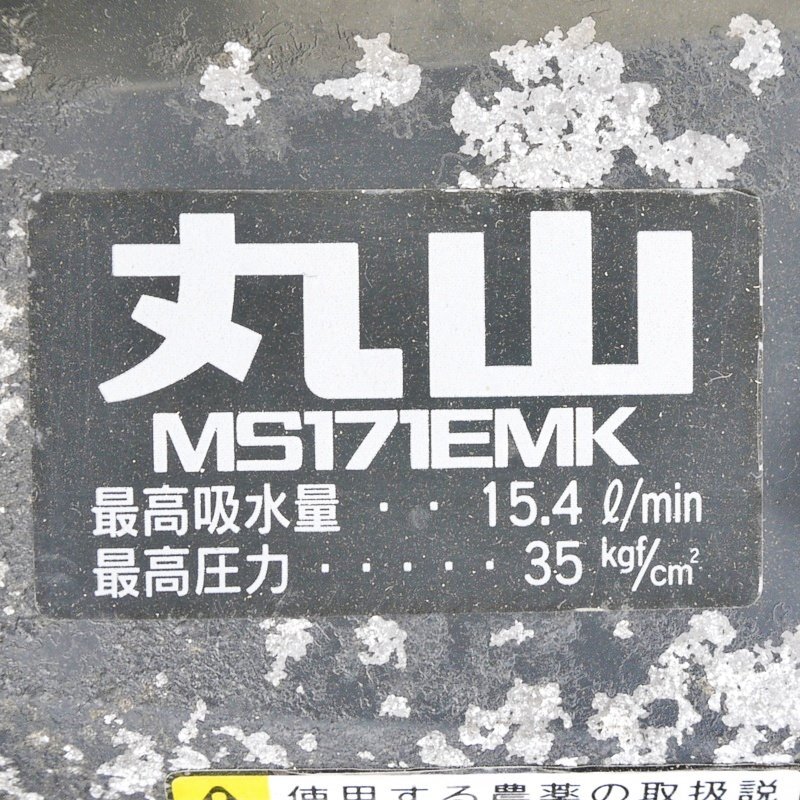 丸山
MS171EMK
最高吸水量 ‥ 15.4 ℓ/min
最高圧力 ····· 35 kgf/cm²
使用する農薬の取扱説